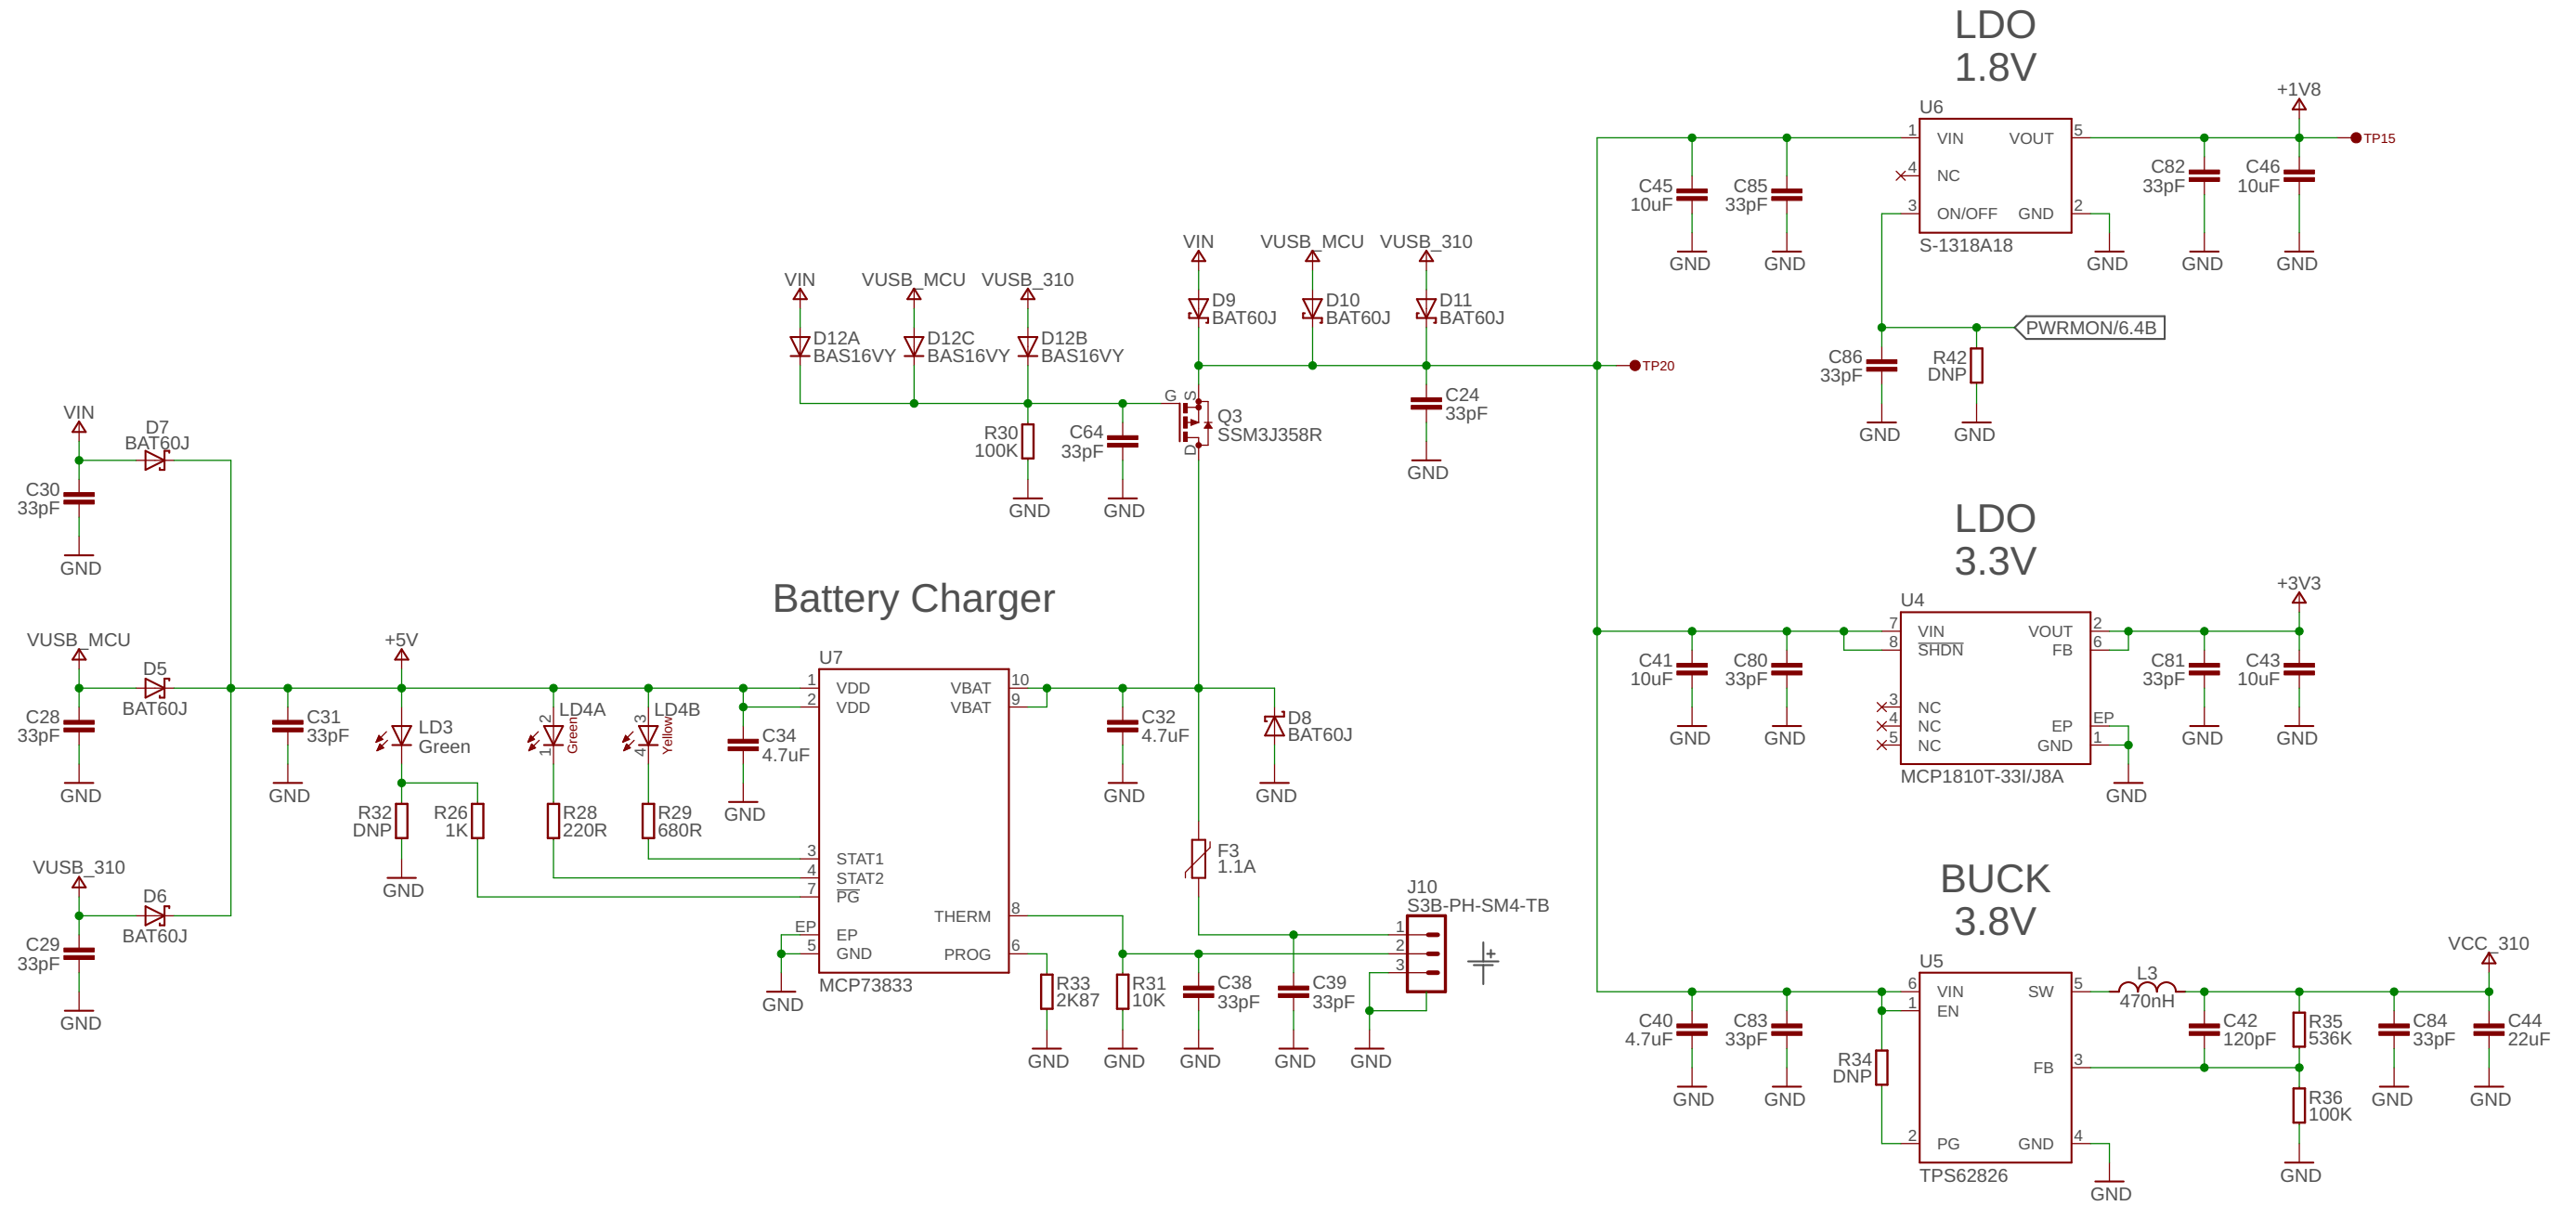 LDO
1.8V
U6
+1V8
1
VIN
VOUT
5
TP15
4
NC
3
ON/OFF
GND
2
S-1318A18
C45
10uF
GND
C85
33pF
GND
GND
C82
33pF
GND
C46
10uF
GND
PWRMON/6.4B
C86
33pF
GND
R42
DNP
GND
VIN
VUSB_MCU
VUSB_310
D12A
BAS16VY
D12C
BAS16VY
D12B
BAS16VY
VIN
VUSB_MCU
VUSB_310
D9
BAT60J
D10
BAT60J
D11
BAT60J
TP20
G
S
D
Q3
SSM3J358R
R30
100K
GND
C64
33pF
GND
C24
33pF
GND
VIN
D7
BAT60J
C30
33pF
GND
VUSB_MCU
D5
BAT60J
C28
33pF
GND
VUSB_310
D6
BAT60J
C29
33pF
GND
C31
33pF
GND
+5V
LD3
Green
R32
DNP
GND
R26
1K
LD4A
2
1
Green
R28
220R
LD4B
3
4
Yellow
R29
680R
C34
4.7uF
GND
Battery Charger
U7
1
VDD
VBAT
10
2
VDD
VBAT
9
3
STAT1
4
STAT2
7
PG
THERM
8
EP
EP
5
GND
PROG
6
MCP73833
GND
C32
4.7uF
GND
D8
BAT60J
GND
F3
1.1A
J10
S3B-PH-SM4-TB
1
2
3
+
R33
2K87
GND
R31
10K
GND
C38
33pF
GND
C39
33pF
GND
GND
LDO
3.3V
U4
+3V3
7
VIN
VOUT
2
8
SHDN
FB
6
3
NC
4
NC
EP
EP
5
NC
GND
1
MCP1810T-33I/J8A
C41
10uF
GND
C80
33pF
GND
GND
C81
33pF
GND
C43
10uF
GND
BUCK
3.8V
U5
VCC_310
6
VIN
SW
5
1
EN
FB
3
2
PG
GND
4
TPS62826
C40
4.7uF
GND
C83
33pF
GND
R34
DNP
GND
L3
470nH
C42
120pF
R35
536K
C84
33pF
GND
C44
22uF
GND
R36
100K
GND